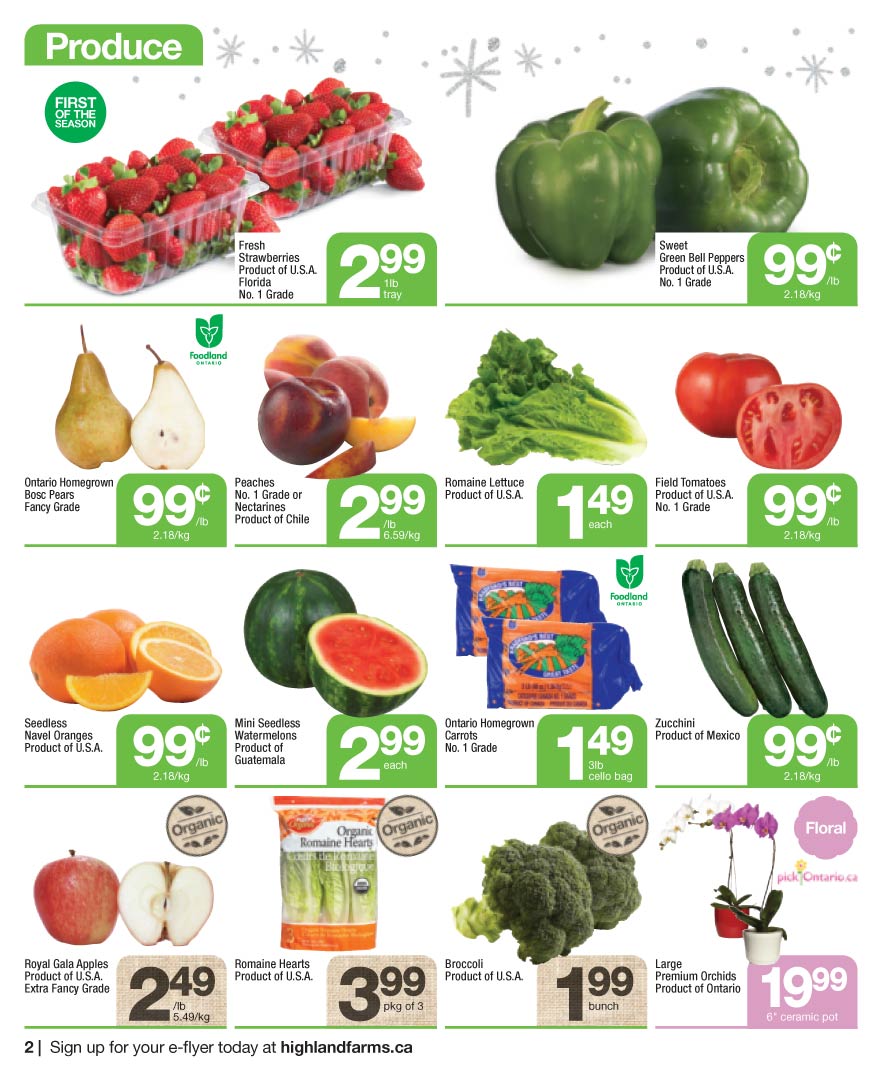 Produce
FIRST
OF THE
SEASON
Fresh
Strawberries
Product of U.S.A.
Florida
No. 1 Grade
2.99
1lb
tray
Sweet
Green Bell Peppers
Product of U.S.A.
No. 1 Grade
99¢
/lb
2.18/kg
Foodland
ONTARIO
Ontario Homegrown
Bosc Pears
Fancy Grade
99¢
/lb
2.18/kg
Peaches
No. 1 Grade or
Nectarines
Product of Chile
2.99
/lb
6.59/kg
Romaine Lettuce
Product of U.S.A.
1.49
each
Field Tomatoes
Product of U.S.A.
No. 1 Grade
99¢
/lb
2.18/kg
Seedless
Navel Oranges
Product of U.S.A.
99¢
/lb
2.18/kg
Mini Seedless
Watermelons
Product of
Guatemala
2.99
each
GREAT TASTE
Foodland
ONTARIO
Ontario Homegrown
Carrots
No. 1 Grade
1.49
3lb
cello bag
Zucchini
Product of Mexico
99¢
/lb
2.18/kg
Organic
Royal Gala Apples
Product of U.S.A.
Extra Fancy Grade
2.49
/lb
5.49/kg
Organic
Organic
Romaine Hearts
Cœurs de Romaine
Biologique
3
Romaine Hearts
Product of U.S.A.
3.99
pkg of 3
Organic
Broccoli
Product of U.S.A.
1.99
bunch
Floral
pickOntario.ca
Large
Premium Orchids
Product of Ontario
19.99
6" ceramic pot
2 | Sign up for your e-flyer today at highlandfarms.ca